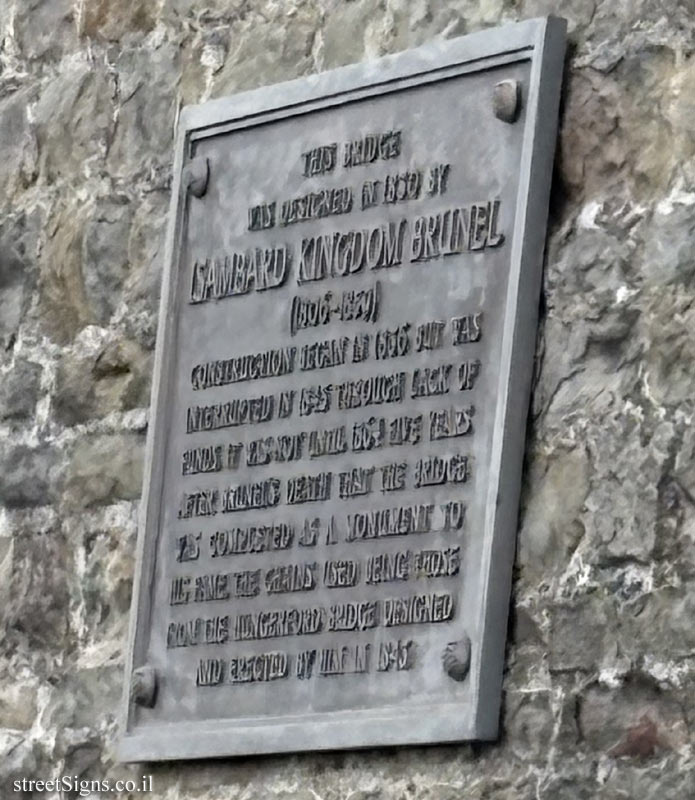 THIS BRIDGE
WAS DESIGNED IN 1830 BY
ISAMBARD KINGDOM BRUNEL
(1806-1859)
CONSTRUCTION BEGAN IN 1836 BUT WAS
INTERRUPTED IN 1845 THROUGH LACK OF
FUNDS IT WAS NOT UNTIL 1864 FIVE YEARS
AFTER BRUNEL'S DEATH THAT THE BRIDGE
WAS COMPLETED AS A MONUMENT TO
HIS FAME THE CHAINS USED BEING THOSE
FROM THE HUNGERFORD BRIDGE DESIGNED
AND ERECTED BY HIM IN 1845
streetSigns.co.il